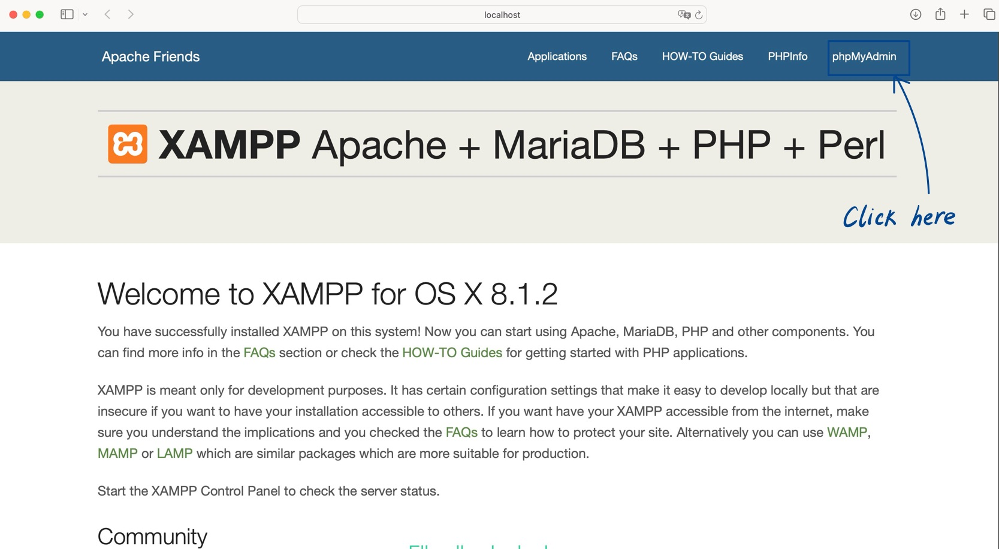 localhost
Apache Friends
Applications
FAQs
HOW-TO Guides
PHPInfo
phpMyAdmin
XAMPP Apache + MariaDB + PHP + Perl
Click here
Welcome to XAMPP for OS X 8.1.2
You have successfully installed XAMPP on this system! Now you can start using Apache, MariaDB, PHP and other components. You
can find more info in the FAQs section or check the HOW-TO Guides for getting started with PHP applications.
XAMPP is meant only for development purposes. It has certain configuration settings that make it easy to develop locally but that are
insecure if you want to have your installation accessible to others. If you want have your XAMPP accessible from the internet, make
sure you understand the implications and you checked the FAQs to learn how to protect your site. Alternatively you can use WAMP,
MAMP or LAMP which are similar packages which are more suitable for production.
Start the XAMPP Control Panel to check the server status.
Community